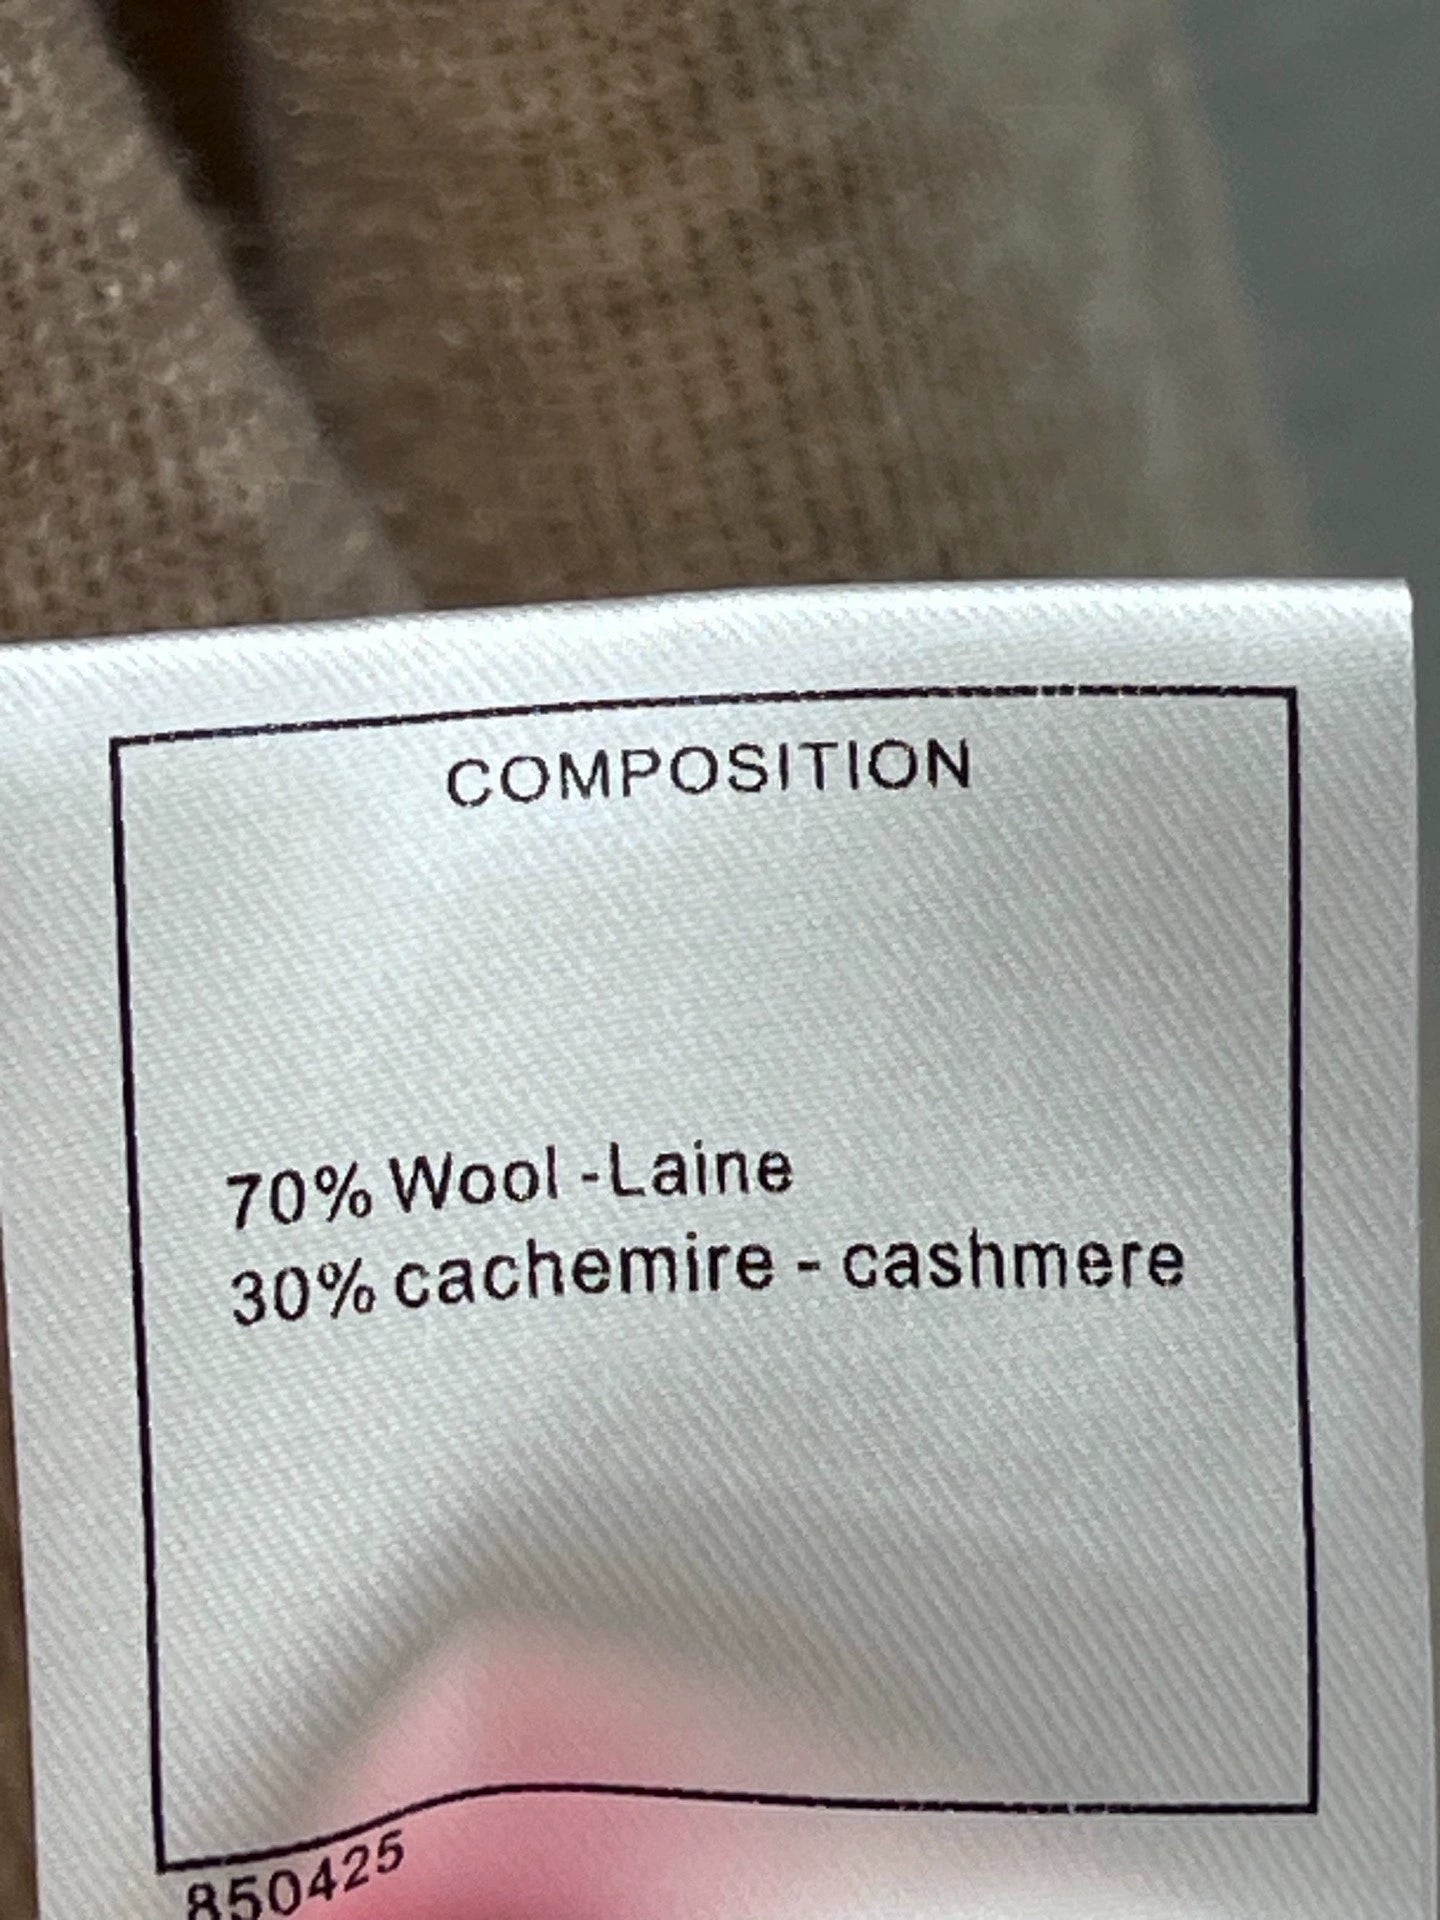 COMPOSITION
70% Wool -Laine
30% cachemire - cashmere
850425